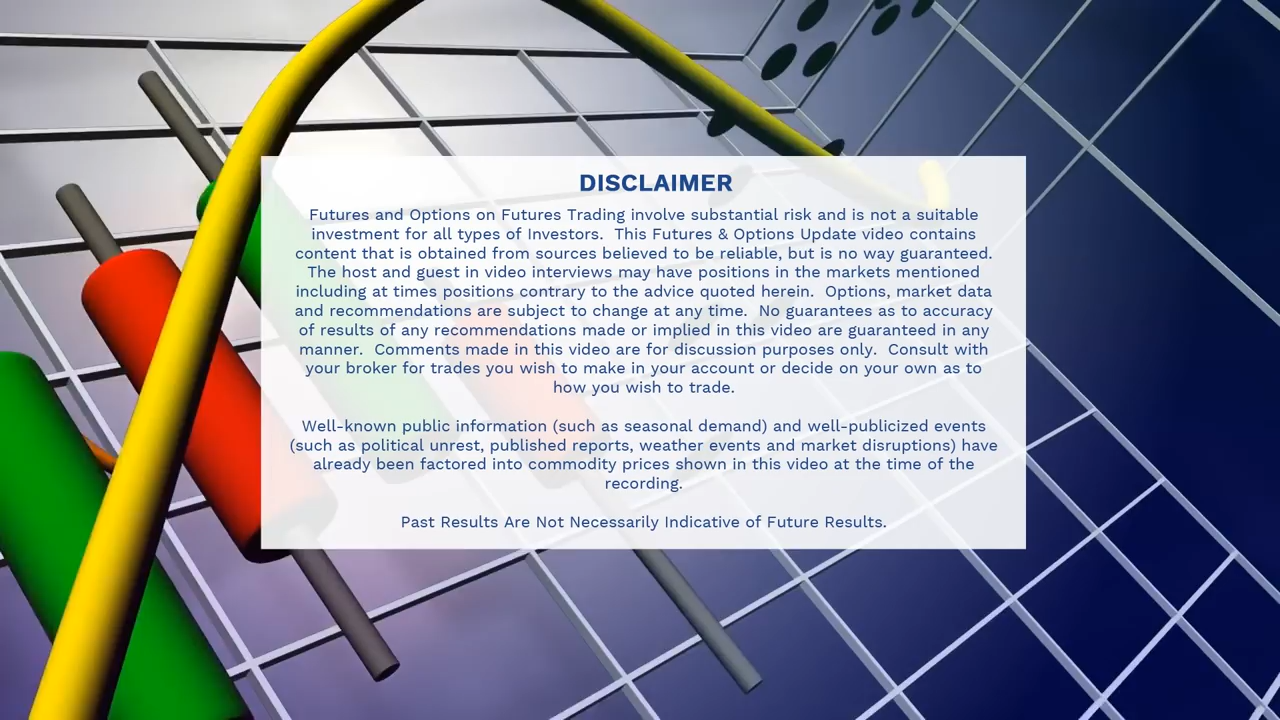 DISCLAIMER
Futures and Options on Futures Trading involve substantial risk and is not a suitable
investment for all types of Investors.  This Futures & Options Update video contains
content that is obtained from sources believed to be reliable, but is no way guaranteed.
The host and guest in video interviews may have positions in the markets mentioned
including at times positions contrary to the advice quoted herein.  Options, market data
and recommendations are subject to change at any time.  No guarantees as to accuracy
of results of any recommendations made or implied in this video are guaranteed in any
manner.  Comments made in this video are for discussion purposes only.  Consult with
your broker for trades you wish to make in your account or decide on your own as to
how you wish to trade.
Well-known public information (such as seasonal demand) and well-publicized events
(such as political unrest, published reports, weather events and market disruptions) have
already been factored into commodity prices shown in this video at the time of the
recording.
Past Results Are Not Necessarily Indicative of Future Results.